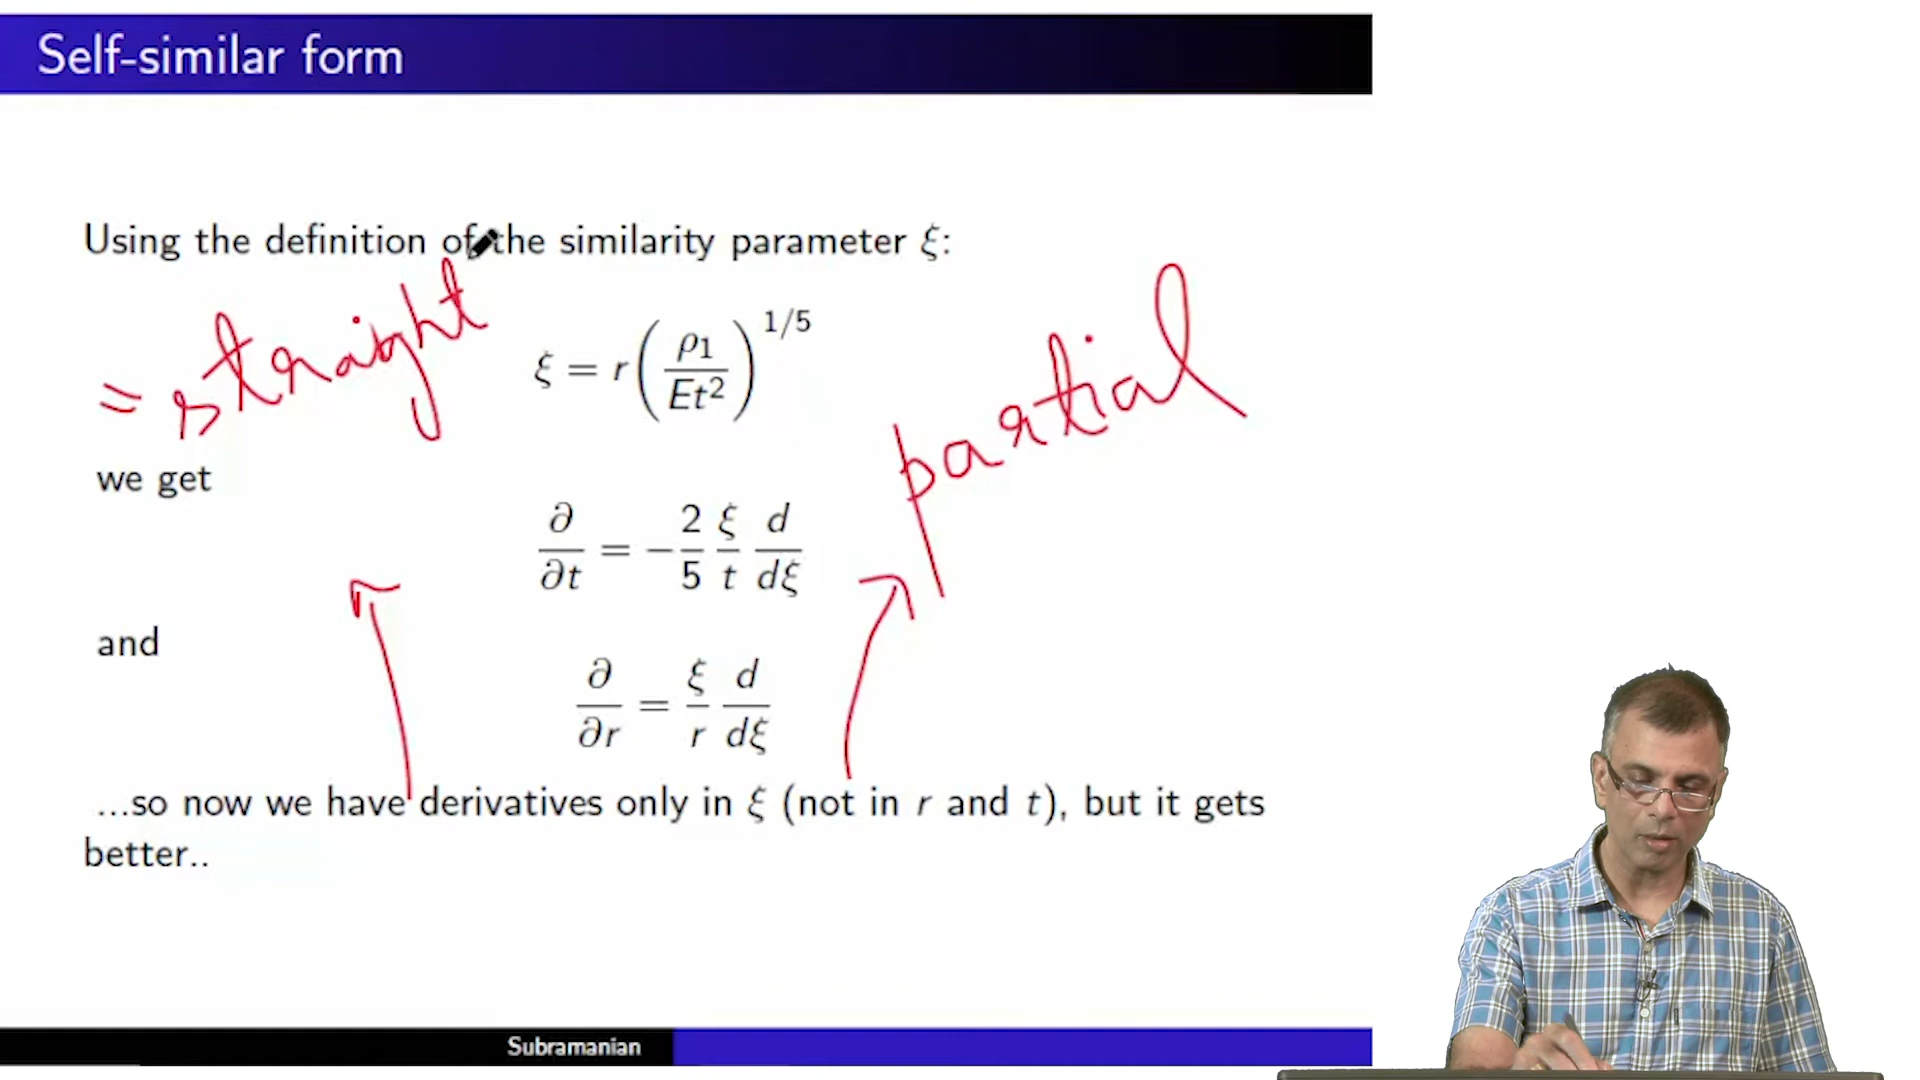 Self-similar form
Using the definition of the similarity parameter ξ:
= straight
ξ = r(ρ₁/Et²)^1/5
partial
we get
∂/∂t = −2/5 ξ/t d/dξ
and
∂/∂r = ξ/r d/dξ
...so now we have derivatives only in ξ (not in r and t), but it gets
better..
Subramanian